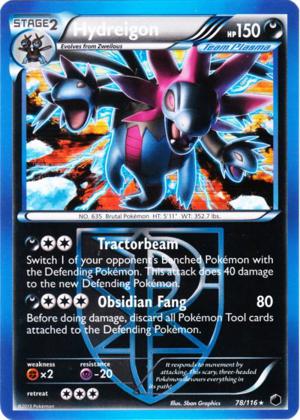 STAGE2
Hydreigon
HP150
Evolves from Zweilous
Team Plasma
NO. 635 Brutal Pokémon HT: 5'11" WT: 352.7 lbs.
Tractorbeam
Switch 1 of your opponent's Benched Pokémon with
the Defending Pokémon. This attack does 40 damage
to the new Defending Pokémon.
Obsidian Fang 80
Before doing damage, discard all Pokémon Tool cards
attached to the Defending Pokémon.
weakness resistance
×2 -20
retreat
It responds to movement by
attacking. This scary, three-headed
Pokémon devours everything in
its path!
Illus. 5ban Graphics 78/116 ★
©2013 Pokémon